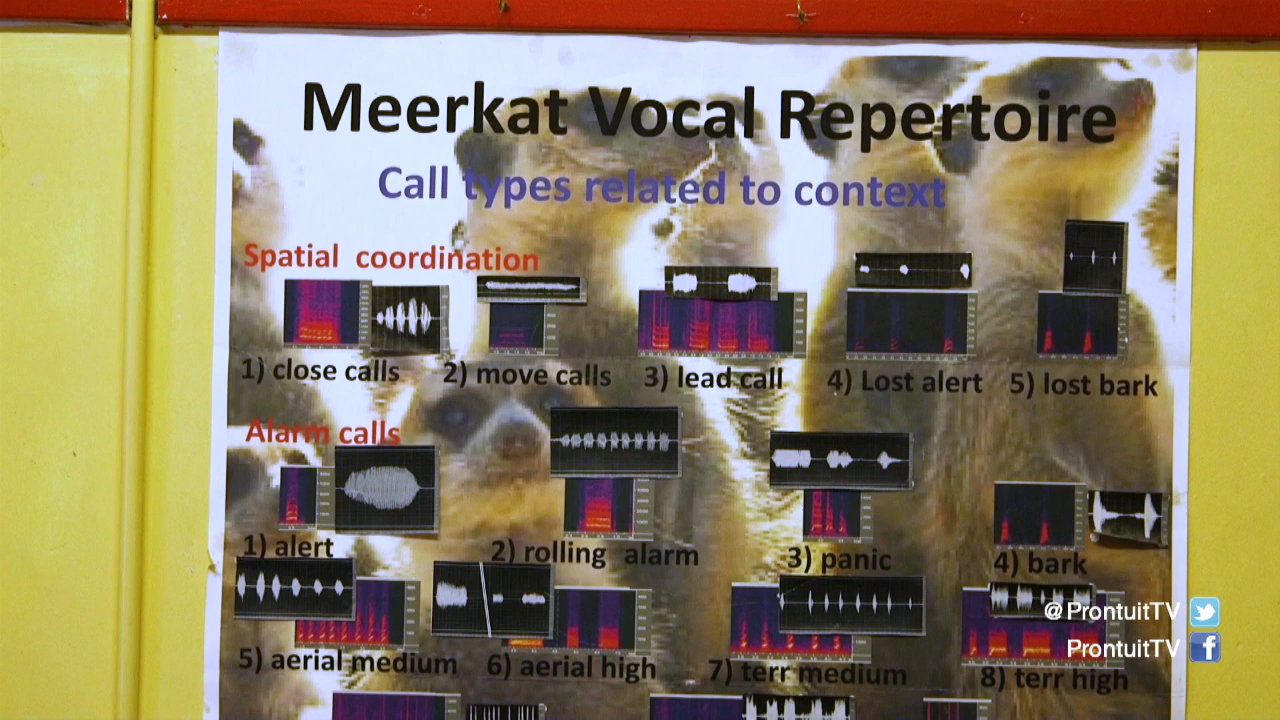 Meerkat Vocal Repertoire
Call types related to context
Spatial coordination
1) close calls 2) move calls 3) lead call 4) Lost alert 5) lost bark
Alarm calls
1) alert 2) rolling alarm 3) panic 4) bark
5) aerial medium 6) aerial high 7) terr medium 8) terr high
@ProntuitTV
ProntuitTV